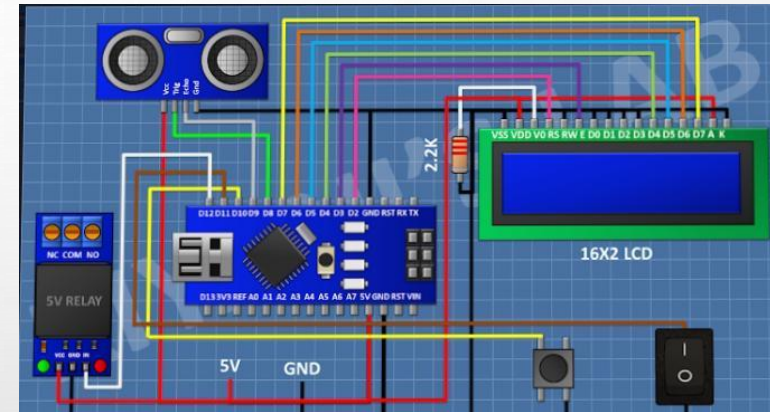 Vcc Trig Echo Gnd
VSS VDD V0 RS RW E D0 D1 D2 D3 D4 D5 D6 D7 A K
2.2K
16X2 LCD
D12 D11 D10 D9 D8 D7 D6 D5 D4 D3 D2 GND RST RX TX
D13 3V3 REF A0 A1 A2 A3 A4 A5 A6 A7 5V GND RST VIN
NC COM NO
5V RELAY
VCC GND IN
5V
GND